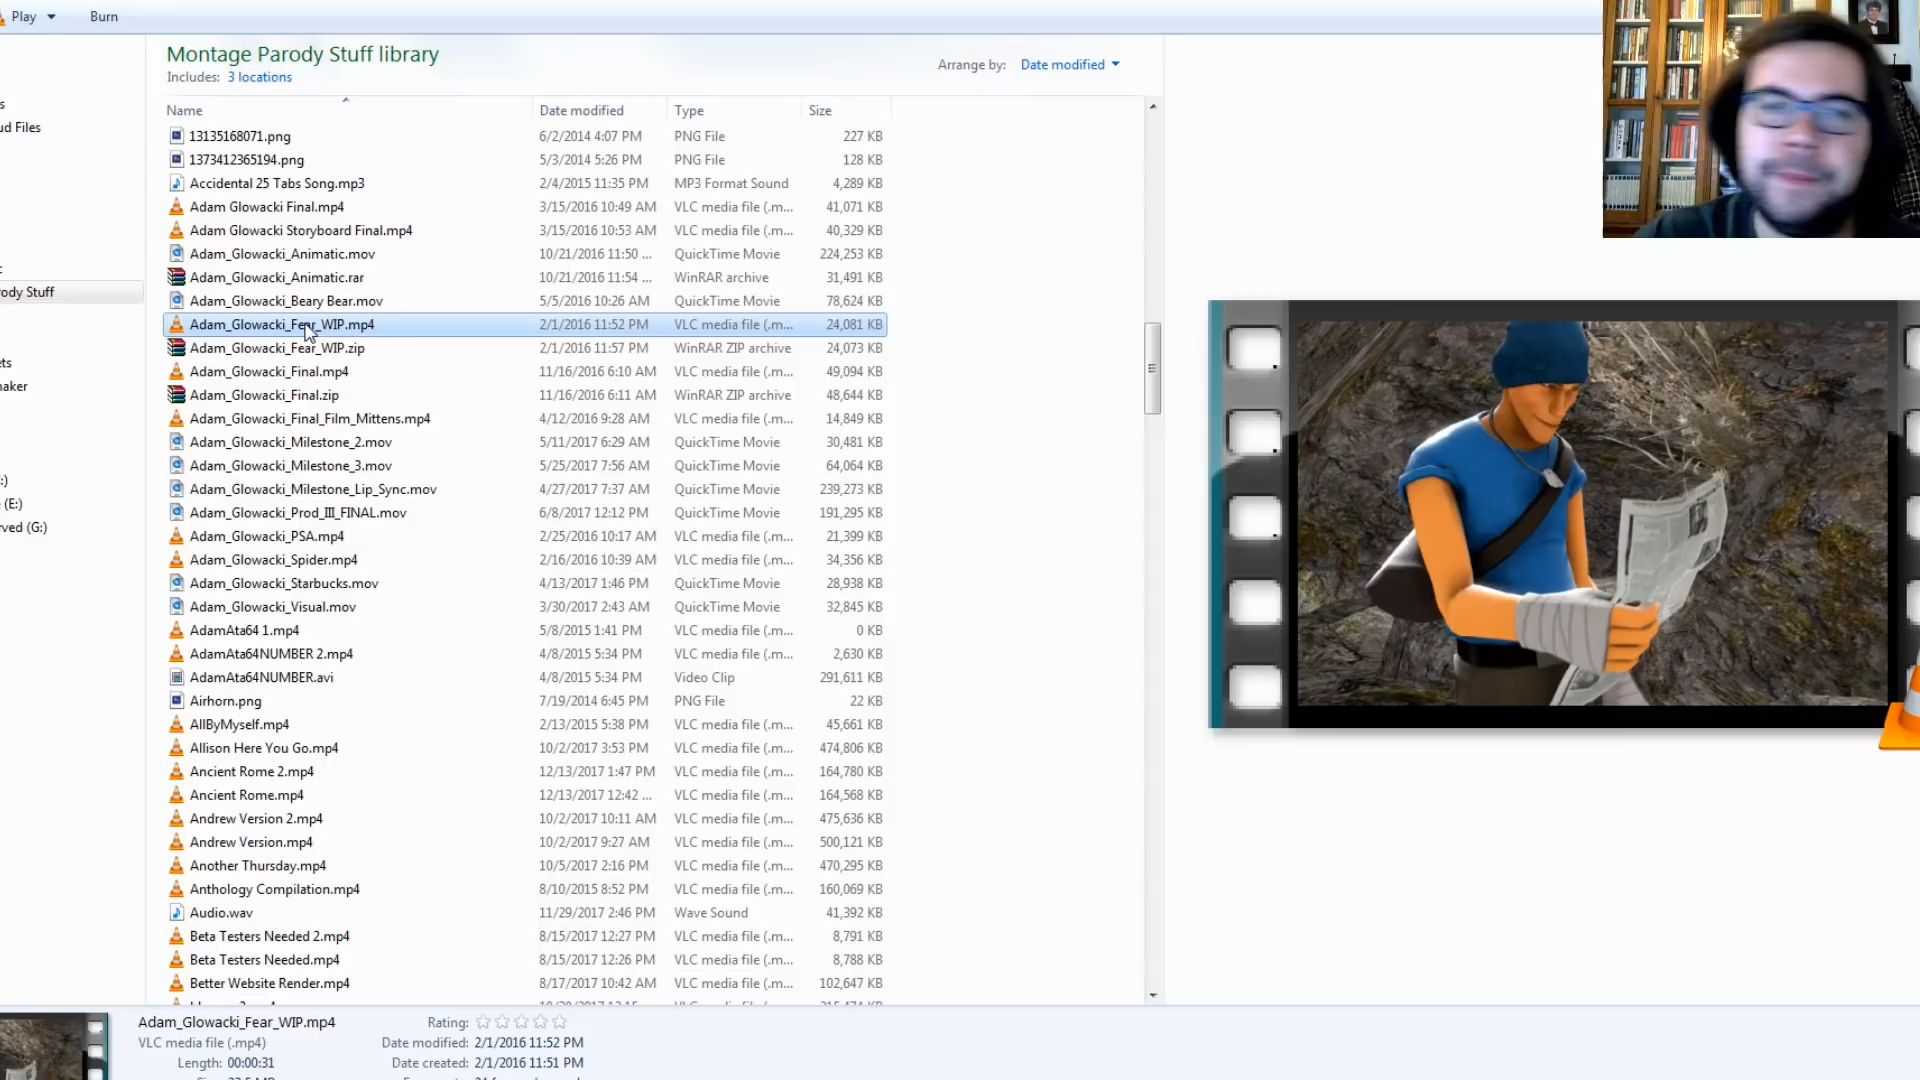 Play Burn
Montage Parody Stuff library
Includes: 3 locations
Arrange by: Date modified
s
ud Files
c
ody Stuff
ets
naker
:)
(E:)
rved (G:)
Name Date modified Type Size
13135168071.png 6/2/2014 4:07 PM PNG File 227 KB
1373412365194.png 5/3/2014 5:26 PM PNG File 128 KB
Accidental 25 Tabs Song.mp3 2/4/2015 11:35 PM MP3 Format Sound 4,289 KB
Adam Glowacki Final.mp4 3/15/2016 10:49 AM VLC media file (.m... 41,071 KB
Adam Glowacki Storyboard Final.mp4 3/15/2016 10:53 AM VLC media file (.m... 40,329 KB
Adam_Glowacki_Animatic.mov 10/21/2016 11:50 ... QuickTime Movie 224,253 KB
Adam_Glowacki_Animatic.rar 10/21/2016 11:54 ... WinRAR archive 31,491 KB
Adam_Glowacki_Beary Bear.mov 5/5/2016 10:26 AM QuickTime Movie 78,624 KB
Adam_Glowacki_Fear_WIP.mp4 2/1/2016 11:52 PM VLC media file (.m... 24,081 KB
Adam_Glowacki_Fear_WIP.zip 2/1/2016 11:57 PM WinRAR ZIP archive 24,073 KB
Adam_Glowacki_Final.mp4 11/16/2016 6:10 AM VLC media file (.m... 49,094 KB
Adam_Glowacki_Final.zip 11/16/2016 6:11 AM WinRAR ZIP archive 48,644 KB
Adam_Glowacki_Final_Film_Mittens.mp4 4/12/2016 9:28 AM VLC media file (.m... 14,849 KB
Adam_Glowacki_Milestone_2.mov 5/11/2017 6:29 AM QuickTime Movie 30,481 KB
Adam_Glowacki_Milestone_3.mov 5/25/2017 7:56 AM QuickTime Movie 64,064 KB
Adam_Glowacki_Milestone_Lip_Sync.mov 4/27/2017 7:37 AM QuickTime Movie 239,273 KB
Adam_Glowacki_Prod_III_FINAL.mov 6/8/2017 12:12 PM QuickTime Movie 191,295 KB
Adam_Glowacki_PSA.mp4 2/25/2016 10:17 AM VLC media file (.m... 21,399 KB
Adam_Glowacki_Spider.mp4 2/16/2016 10:39 AM VLC media file (.m... 34,356 KB
Adam_Glowacki_Starbucks.mov 4/13/2017 1:46 PM QuickTime Movie 28,938 KB
Adam_Glowacki_Visual.mov 3/30/2017 2:43 AM QuickTime Movie 32,845 KB
AdamAta64 1.mp4 5/8/2015 1:41 PM VLC media file (.m... 0 KB
AdamAta64NUMBER 2.mp4 4/8/2015 5:34 PM VLC media file (.m... 2,630 KB
AdamAta64NUMBER.avi 4/8/2015 5:34 PM Video Clip 291,611 KB
Airhorn.png 7/19/2014 6:45 PM PNG File 22 KB
AllByMyself.mp4 2/13/2015 5:38 PM VLC media file (.m... 45,661 KB
Allison Here You Go.mp4 10/2/2017 3:53 PM VLC media file (.m... 474,806 KB
Ancient Rome 2.mp4 12/13/2017 1:47 PM VLC media file (.m... 164,780 KB
Ancient Rome.mp4 12/13/2017 12:42 ... VLC media file (.m... 164,568 KB
Andrew Version 2.mp4 10/2/2017 10:11 AM VLC media file (.m... 475,636 KB
Andrew Version.mp4 10/2/2017 9:27 AM VLC media file (.m... 500,121 KB
Another Thursday.mp4 10/5/2017 2:16 PM VLC media file (.m... 470,295 KB
Anthology Compilation.mp4 8/10/2015 8:52 PM VLC media file (.m... 160,069 KB
Audio.wav 11/29/2017 2:46 PM Wave Sound 41,392 KB
Beta Testers Needed 2.mp4 8/15/2017 12:27 PM VLC media file (.m... 8,791 KB
Beta Testers Needed.mp4 8/15/2017 12:26 PM VLC media file (.m... 8,788 KB
Better Website Render.mp4 8/17/2017 10:42 AM VLC media file (.m... 102,647 KB
Adam_Glowacki_Fear_WIP.mp4 Rating:
VLC media file (.mp4) Date modified: 2/1/2016 11:52 PM
Length: 00:00:31 Date created: 2/1/2016 11:51 PM